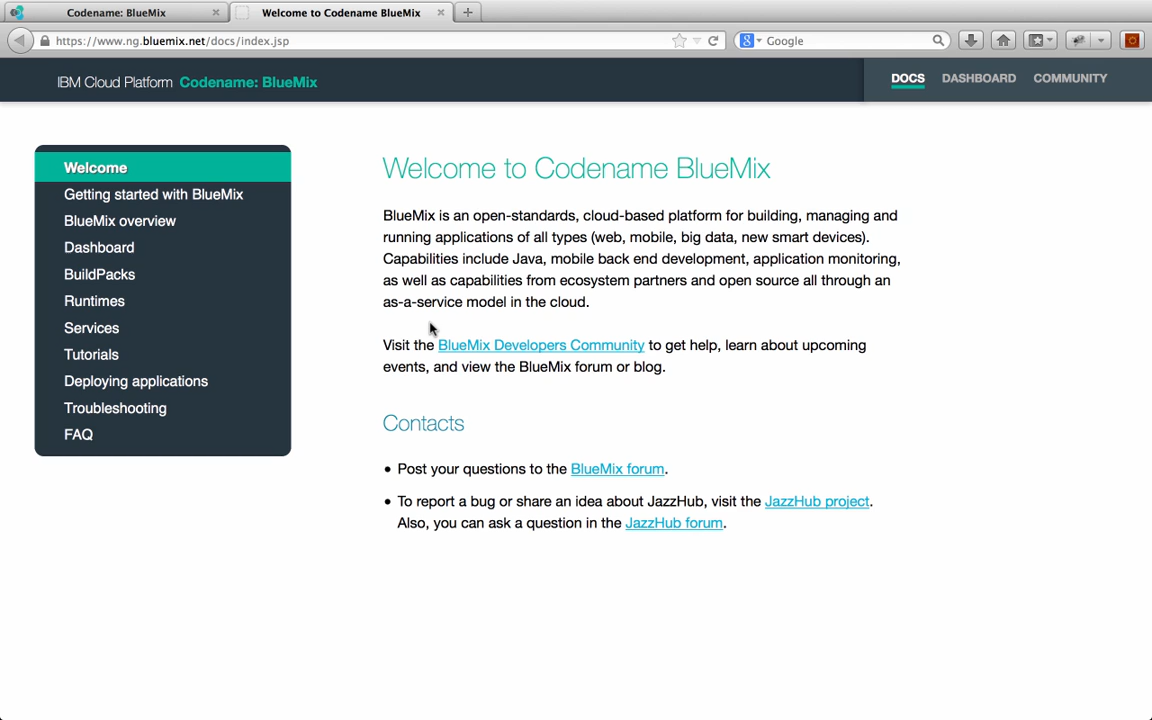 Codename: BlueMix
Welcome to Codename BlueMix
https://www.ng.bluemix.net/docs/index.jsp
Google
IBM Cloud Platform Codename: BlueMix
DOCS DASHBOARD COMMUNITY
Welcome
Getting started with BlueMix
BlueMix overview
Dashboard
BuildPacks
Runtimes
Services
Tutorials
Deploying applications
Troubleshooting
FAQ
Welcome to Codename BlueMix
BlueMix is an open-standards, cloud-based platform for building, managing and
running applications of all types (web, mobile, big data, new smart devices).
Capabilities include Java, mobile back end development, application monitoring,
as well as capabilities from ecosystem partners and open source all through an
as-a-service model in the cloud.
Visit the BlueMix Developers Community to get help, learn about upcoming
events, and view the BlueMix forum or blog.
Contacts
• Post your questions to the BlueMix forum.
• To report a bug or share an idea about JazzHub, visit the JazzHub project.
Also, you can ask a question in the JazzHub forum.